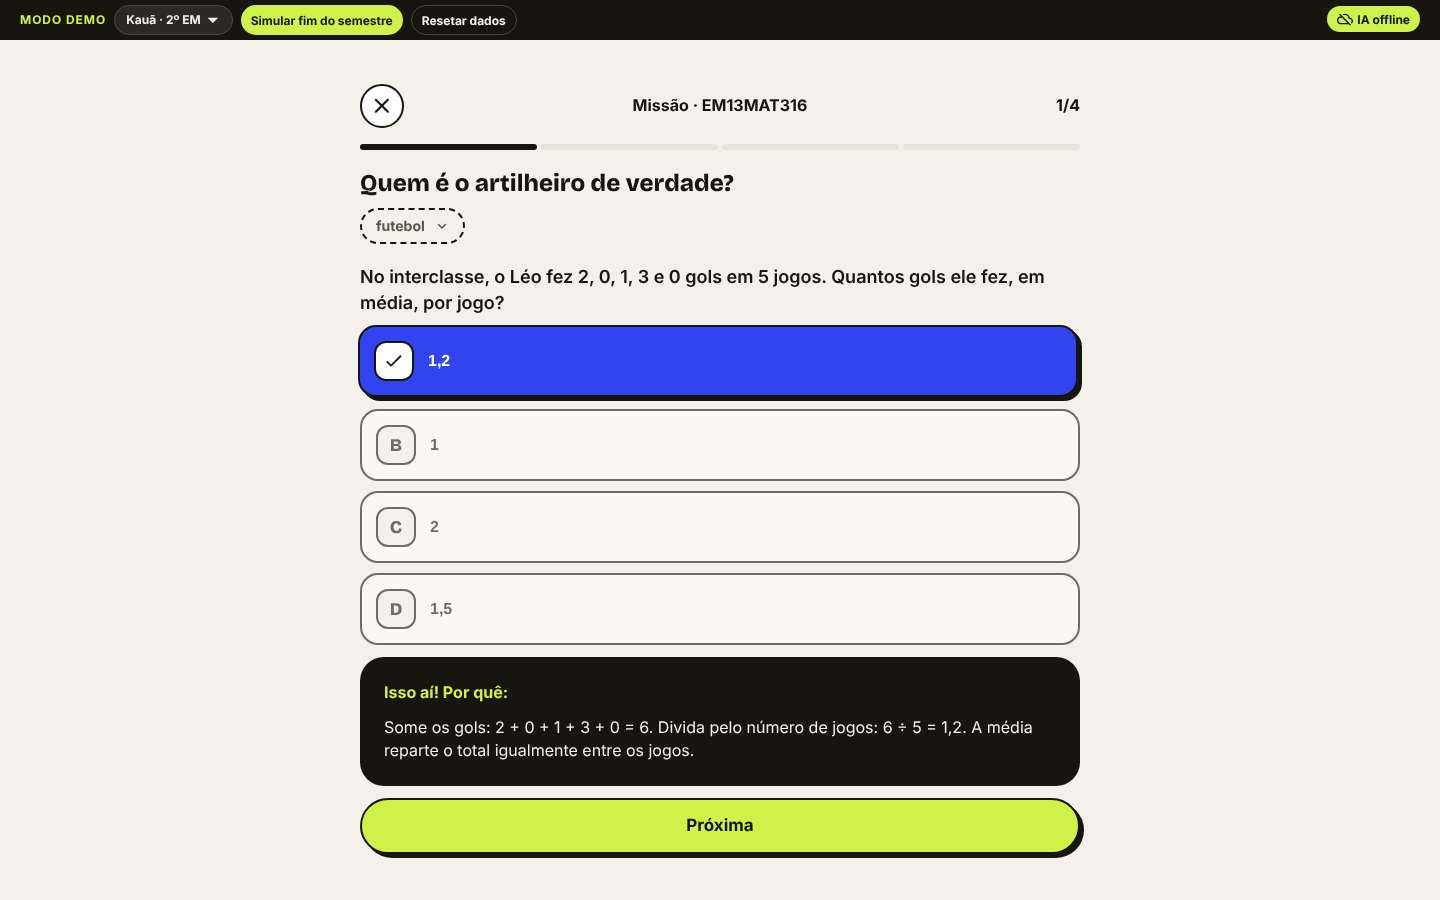 MODO DEMO
Kauã · 2º EM
Simular fim do semestre
Resetar dados
IA offline
Missão · EM13MAT316
1/4
Quem é o artilheiro de verdade?
futebol
No interclasse, o Léo fez 2, 0, 1, 3 e 0 gols em 5 jogos. Quantos gols ele fez, em
média, por jogo?
1,2
B 1
C 2
D 1,5
Isso aí! Por quê:
Some os gols: 2 + 0 + 1 + 3 + 0 = 6. Divida pelo número de jogos: 6 ÷ 5 = 1,2. A média
reparte o total igualmente entre os jogos.
Próxima